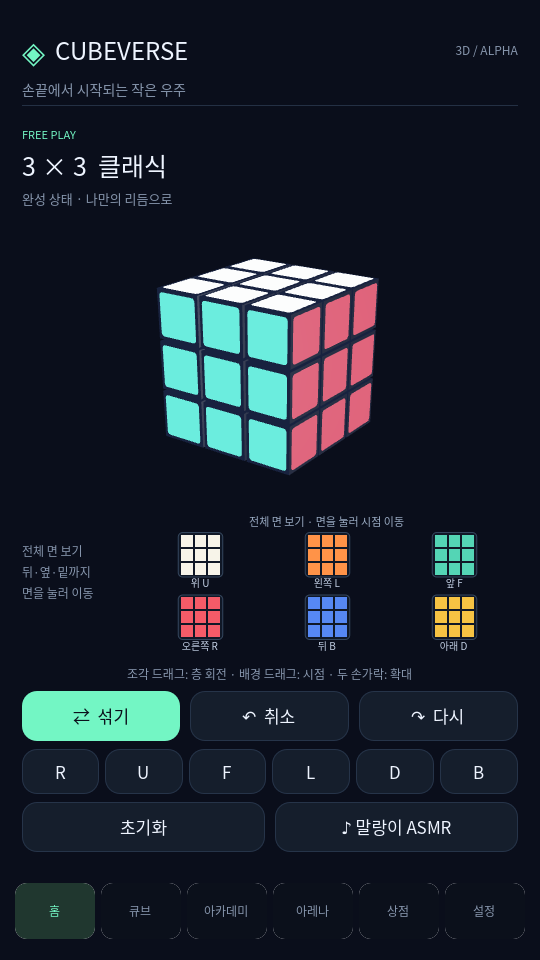 ◈ CUBEVERSE
3D / ALPHA
손끝에서 시작되는 작은 우주
FREE PLAY
3 × 3 클래식
완성 상태 · 나만의 리듬으로
전체 면 보기 · 면을 눌러 시점 이동
전체 면 보기
뒤·옆·밑까지
면을 눌러 이동
위 U
왼쪽 L
앞 F
오른쪽 R
뒤 B
아래 D
조각 드래그: 층 회전 · 배경 드래그: 시점 · 두 손가락: 확대
⇄ 섞기
↶ 취소
↷ 다시
R
U
F
L
D
B
초기화
♪ 말랑이 ASMR
홈
큐브
아카데미
아레나
상점
설정